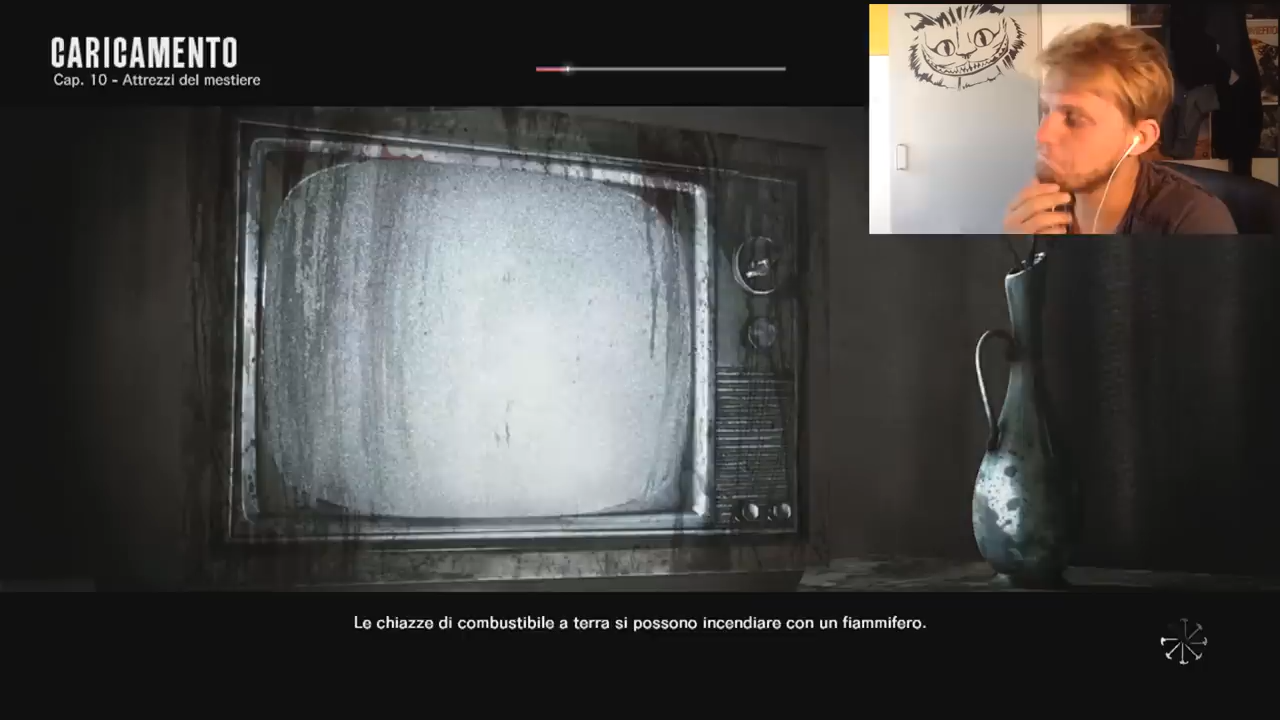 CARICAMENTO
Cap. 10 - Attrezzi del mestiere
Le chiazze di combustibile a terra si possono incendiare con un fiammifero.